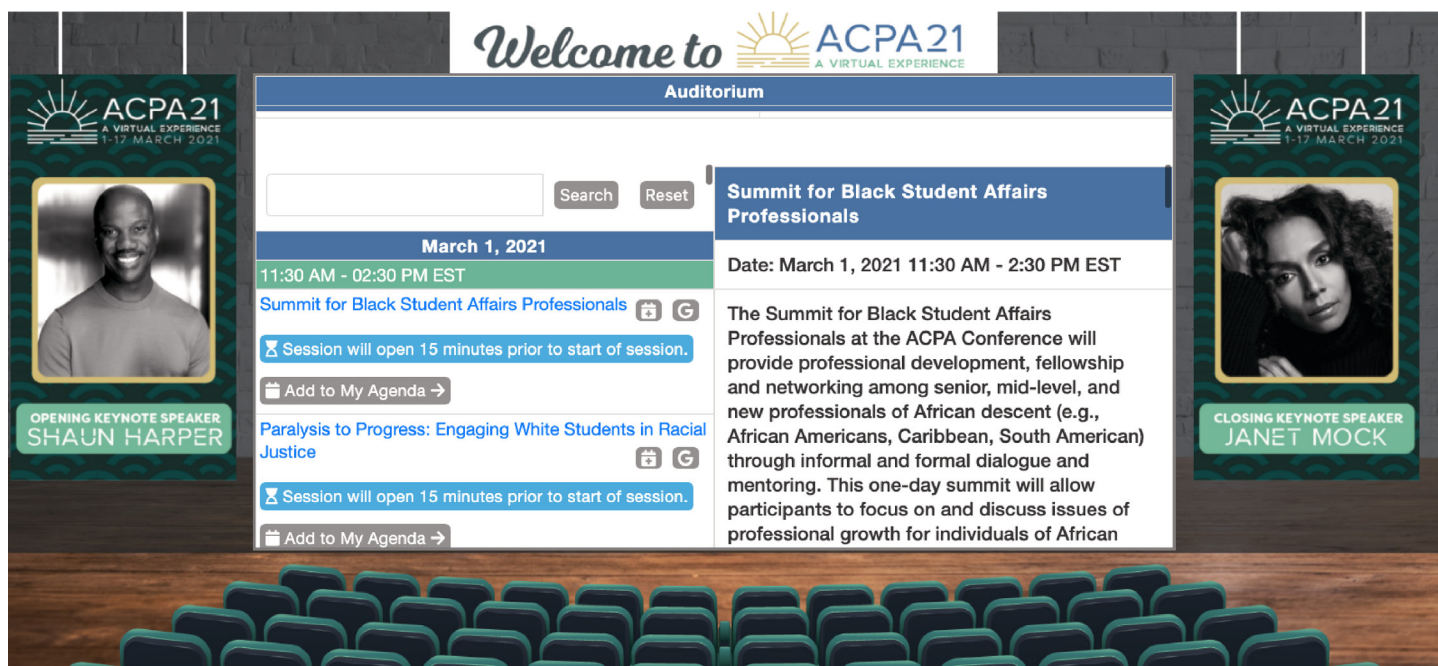 Welcome to
ACPA21
A VIRTUAL EXPERIENCE
ACPA21
A VIRTUAL EXPERIENCE
1-17 MARCH 2021
OPENING KEYNOTE SPEAKER
SHAUN HARPER
Auditorium
Search
Reset
March 1, 2021
11:30 AM - 02:30 PM EST
Summit for Black Student Affairs Professionals
G
Session will open 15 minutes prior to start of session.
Add to My Agenda →
Paralysis to Progress: Engaging White Students in Racial
Justice
G
Session will open 15 minutes prior to start of session.
Add to My Agenda →
Summit for Black Student Affairs
Professionals
Date: March 1, 2021 11:30 AM - 2:30 PM EST
The Summit for Black Student Affairs
Professionals at the ACPA Conference will
provide professional development, fellowship
and networking among senior, mid-level, and
new professionals of African descent (e.g.,
African Americans, Caribbean, South American)
through informal and formal dialogue and
mentoring. This one-day summit will allow
participants to focus on and discuss issues of
professional growth for individuals of African
ACPA21
A VIRTUAL EXPERIENCE
1-17 MARCH 2021
CLOSING KEYNOTE SPEAKER
JANET MOCK